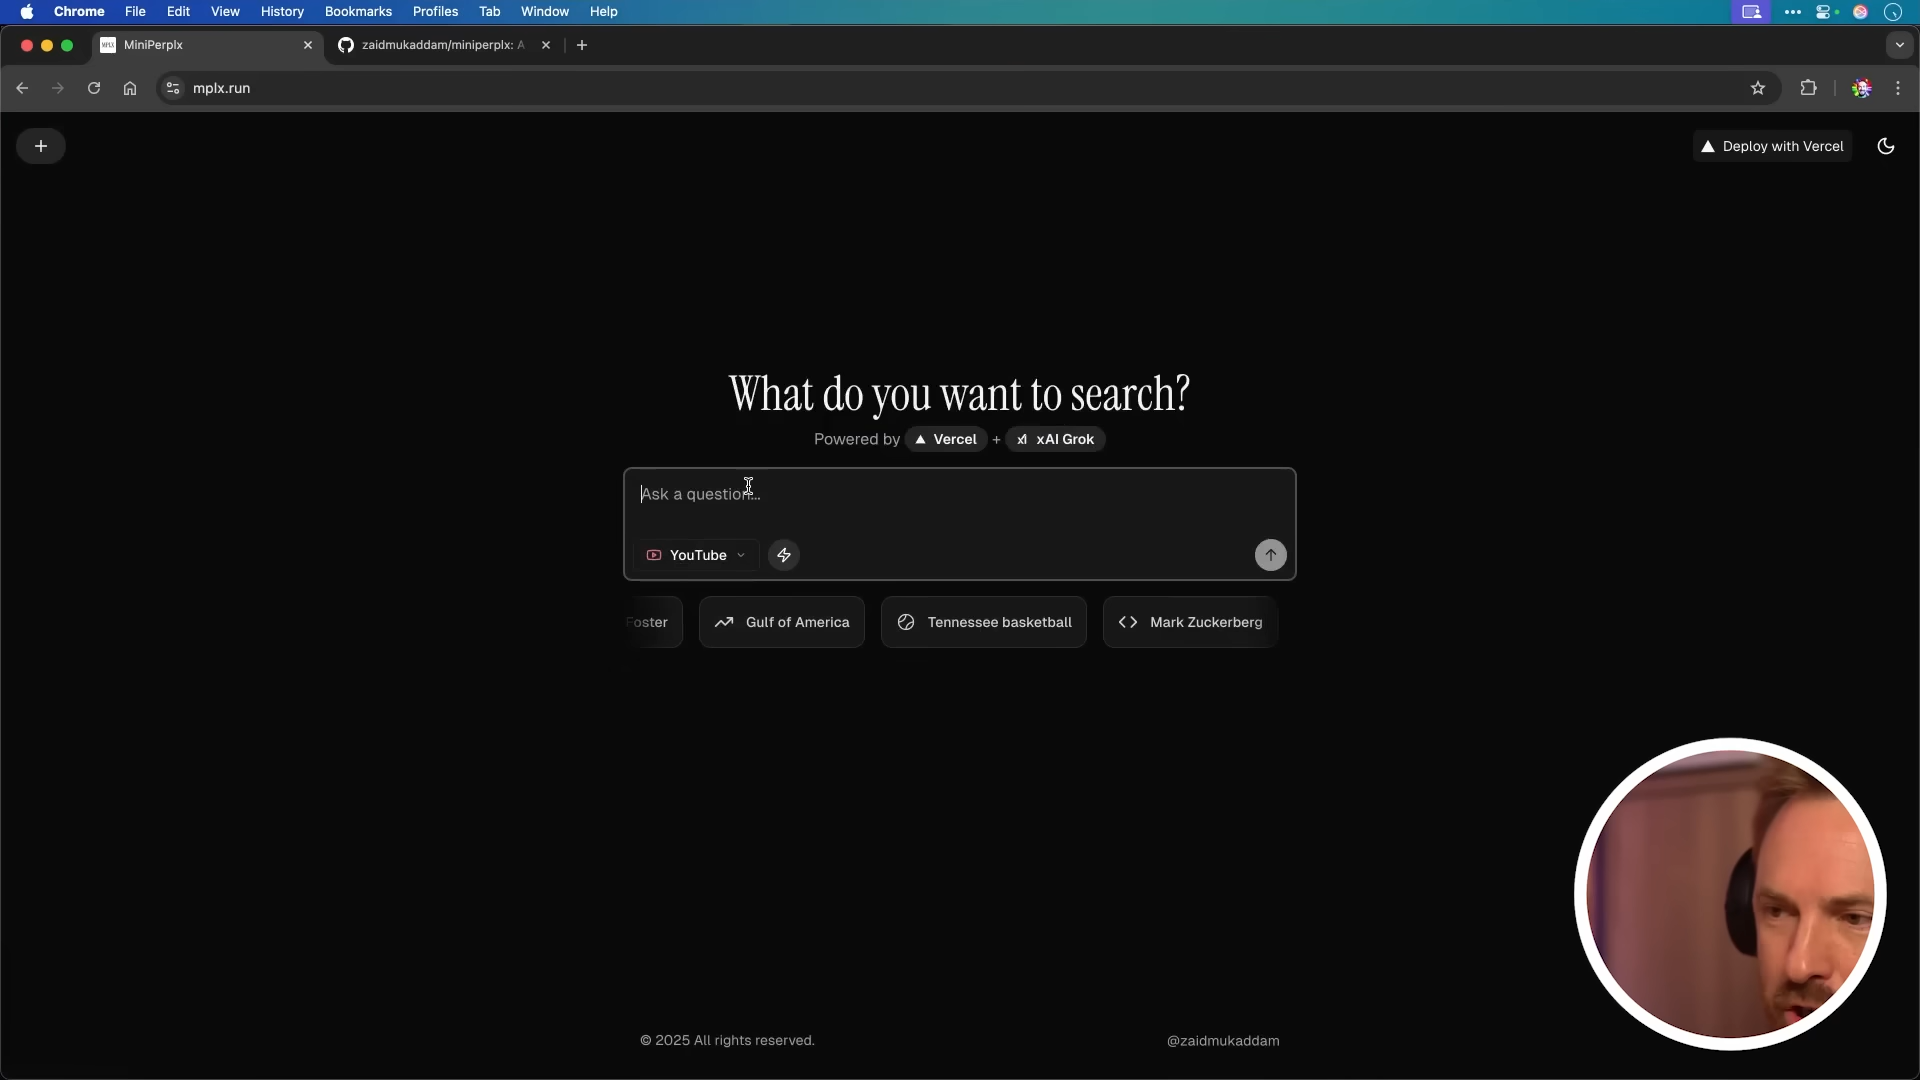 Chrome File Edit View History Bookmarks Profiles Tab Window Help
MiniPerplx
zaidmukaddam/miniperplx: A
mplx.run
Deploy with Vercel
What do you want to search?
Powered by Vercel + xAI Grok
Ask a question...
YouTube
Foster Gulf of America Tennessee basketball Mark Zuckerberg
© 2025 All rights reserved.
@zaidmukaddam